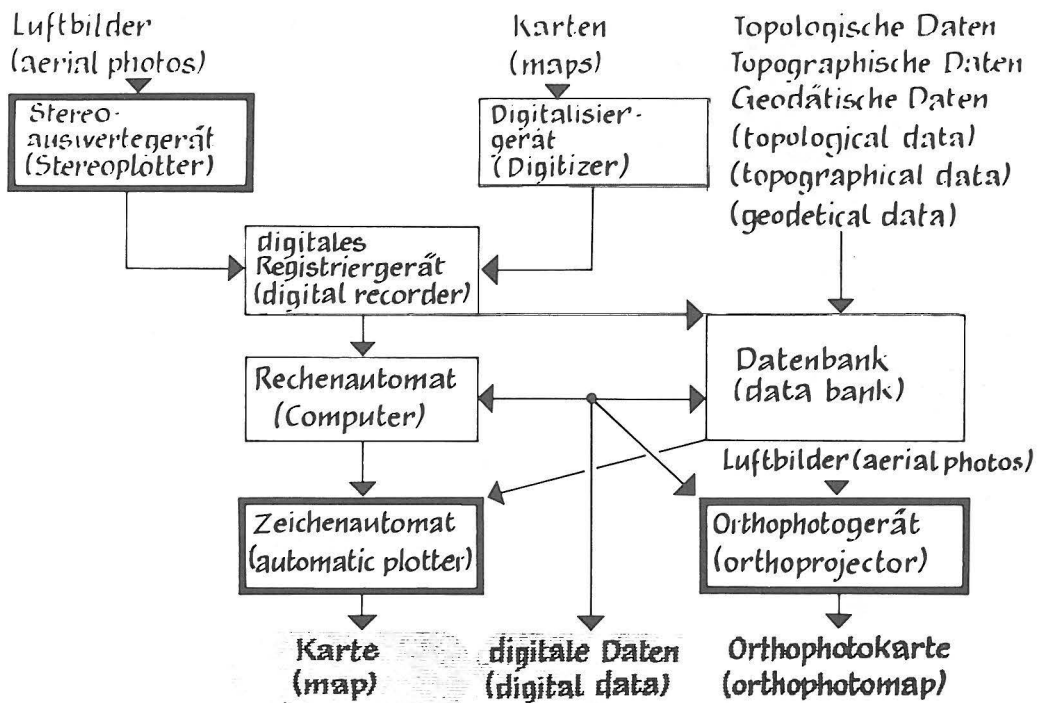 Luftbilder
(aerial photos)
Karten
(maps)
Topologische Daten
Topographische Daten
Geodätische Daten
(topological data)
(topographical data)
(geodetical data)
Stereo-
auswertegerät
(Stereoplotter)
Digitalisier-
gerät
(Digitizer)
digitales
Registriergerät
(digital recorder)
Rechenautomat
(Computer)
Datenbank
(data bank)
Luftbilder (aerial photos)
Zeichenautomat
(automatic plotter)
Orthophotogerät
(orthoprojector)
Karte
(map)
digitale Daten
(digital data)
Orthophotokarte
(orthophotomap)